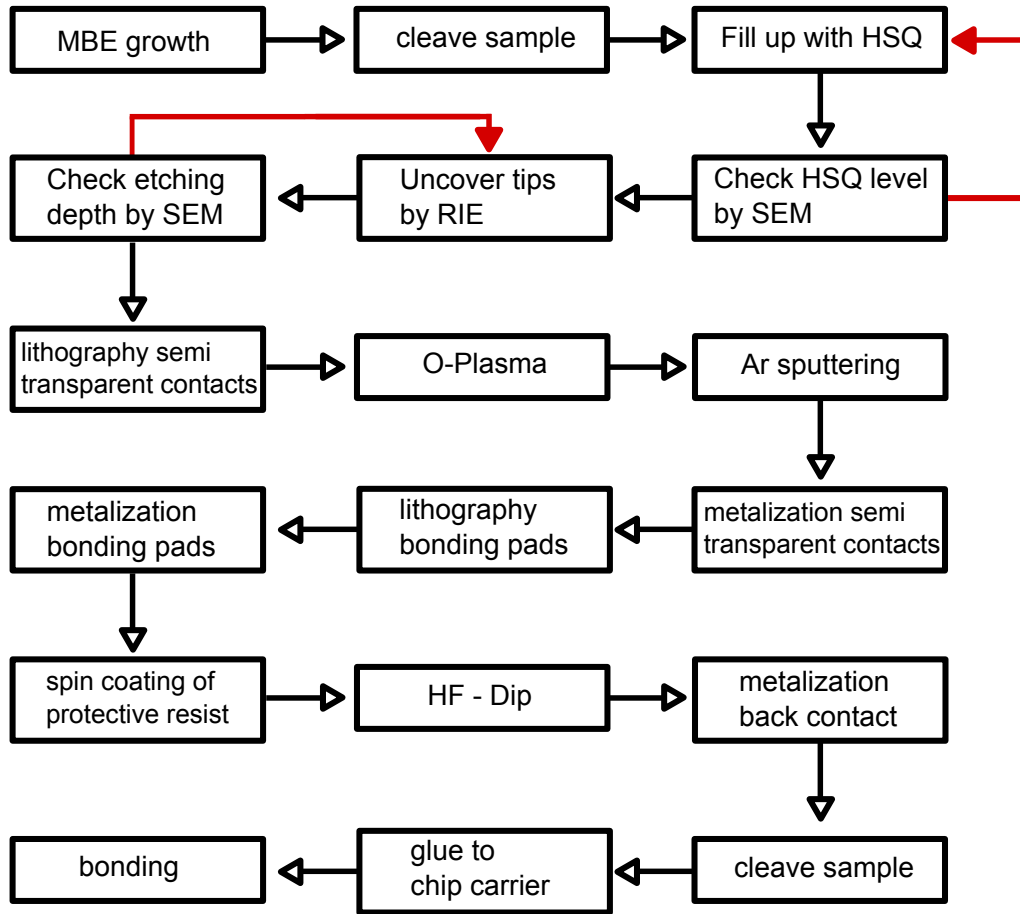 MBE growth
cleave sample
Fill up with HSQ
Check etching
depth by SEM
Uncover tips
by RIE
Check HSQ level
by SEM
lithography semi
transparent contacts
O-Plasma
Ar sputtering
metalization
bonding pads
lithography
bonding pads
metalization semi
transparent contacts
spin coating of
protective resist
HF - Dip
metalization
back contact
bonding
glue to
chip carrier
cleave sample